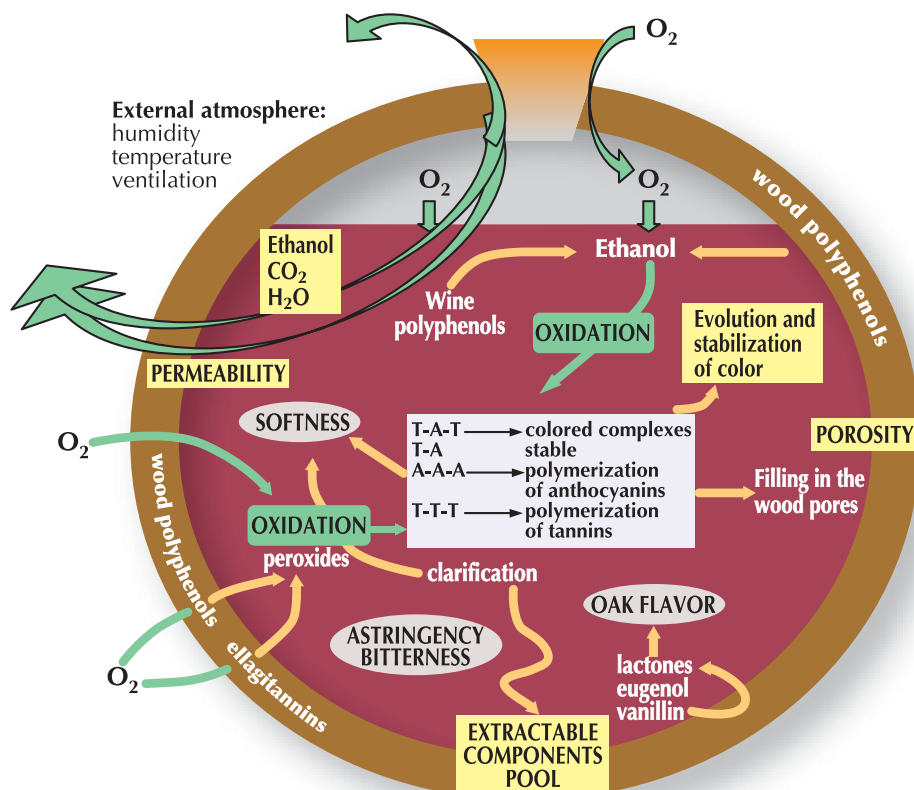 O₂
External atmosphere:
humidity
temperature
ventilation
O₂
O₂
wood polyphenols
Ethanol
CO₂
H₂O
Ethanol
Wine
polyphenols
OXIDATION
Evolution and
stabilization
of color
PERMEABILITY
SOFTNESS
T-A-T colored complexes
T-A stable
A-A-A polymerization
of anthocyanins
T-T-T polymerization
of tannins
POROSITY
Filling in the
wood pores
O₂
wood polyphenols
OXIDATION
peroxides
clarification
OAK FLAVOR
ASTRINGENCY
BITTERNESS
lactones
eugenol
vanillin
O₂
ellagitannins
EXTRACTABLE
COMPONENTS
POOL